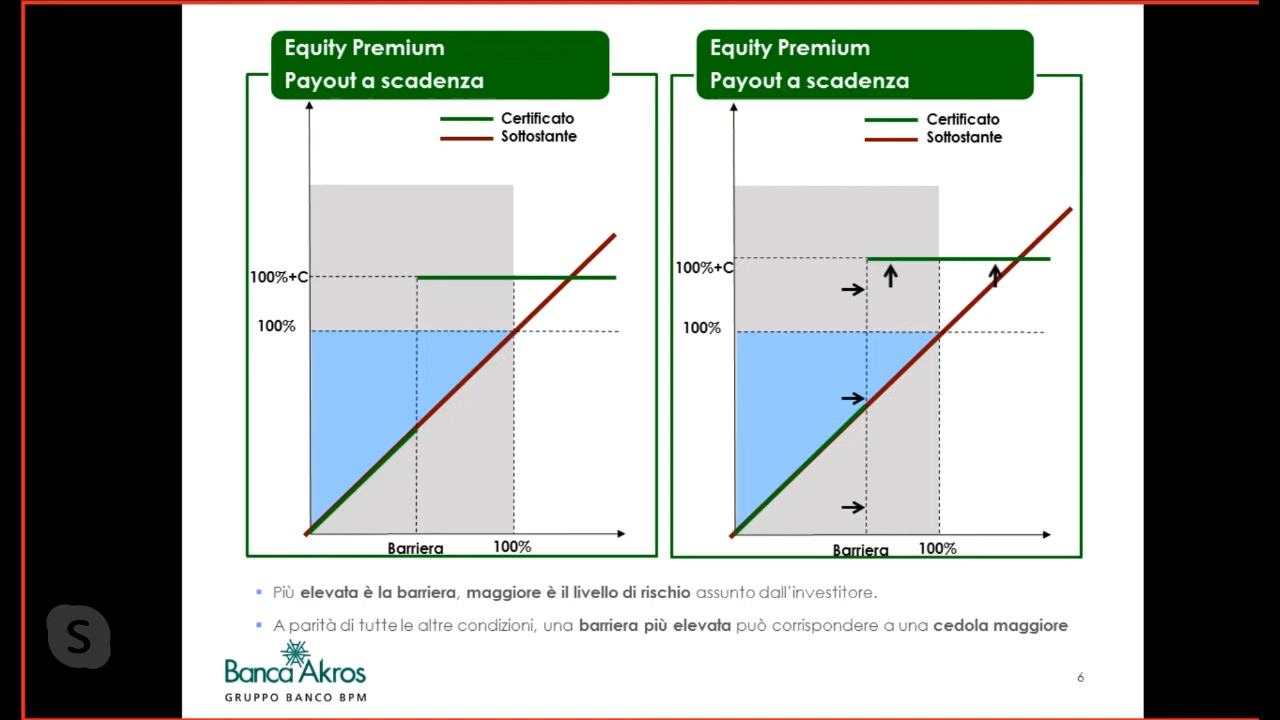 Equity Premium
Payout a scadenza
Certificato
Sottostante
100%+C
100%
Barriera
100%
Equity Premium
Payout a scadenza
Certificato
Sottostante
100%+C
100%
Barriera
100%
Più elevata è la barriera, maggiore è il livello di rischio assunto dall'investitore.
A parità di tutte le altre condizioni, una barriera più elevata può corrispondere a una cedola maggiore
Banca Akros
GRUPPO BANCO BPM
6
S